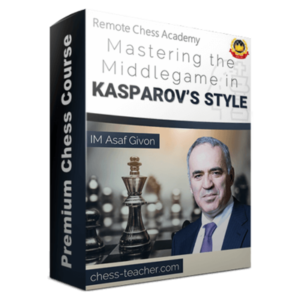 Remote Chess Academy
Mastering the
Middlegame in
KASPAROV'S STYLE
IM Asaf Givon
chess-teacher.com
Premium Chess Course